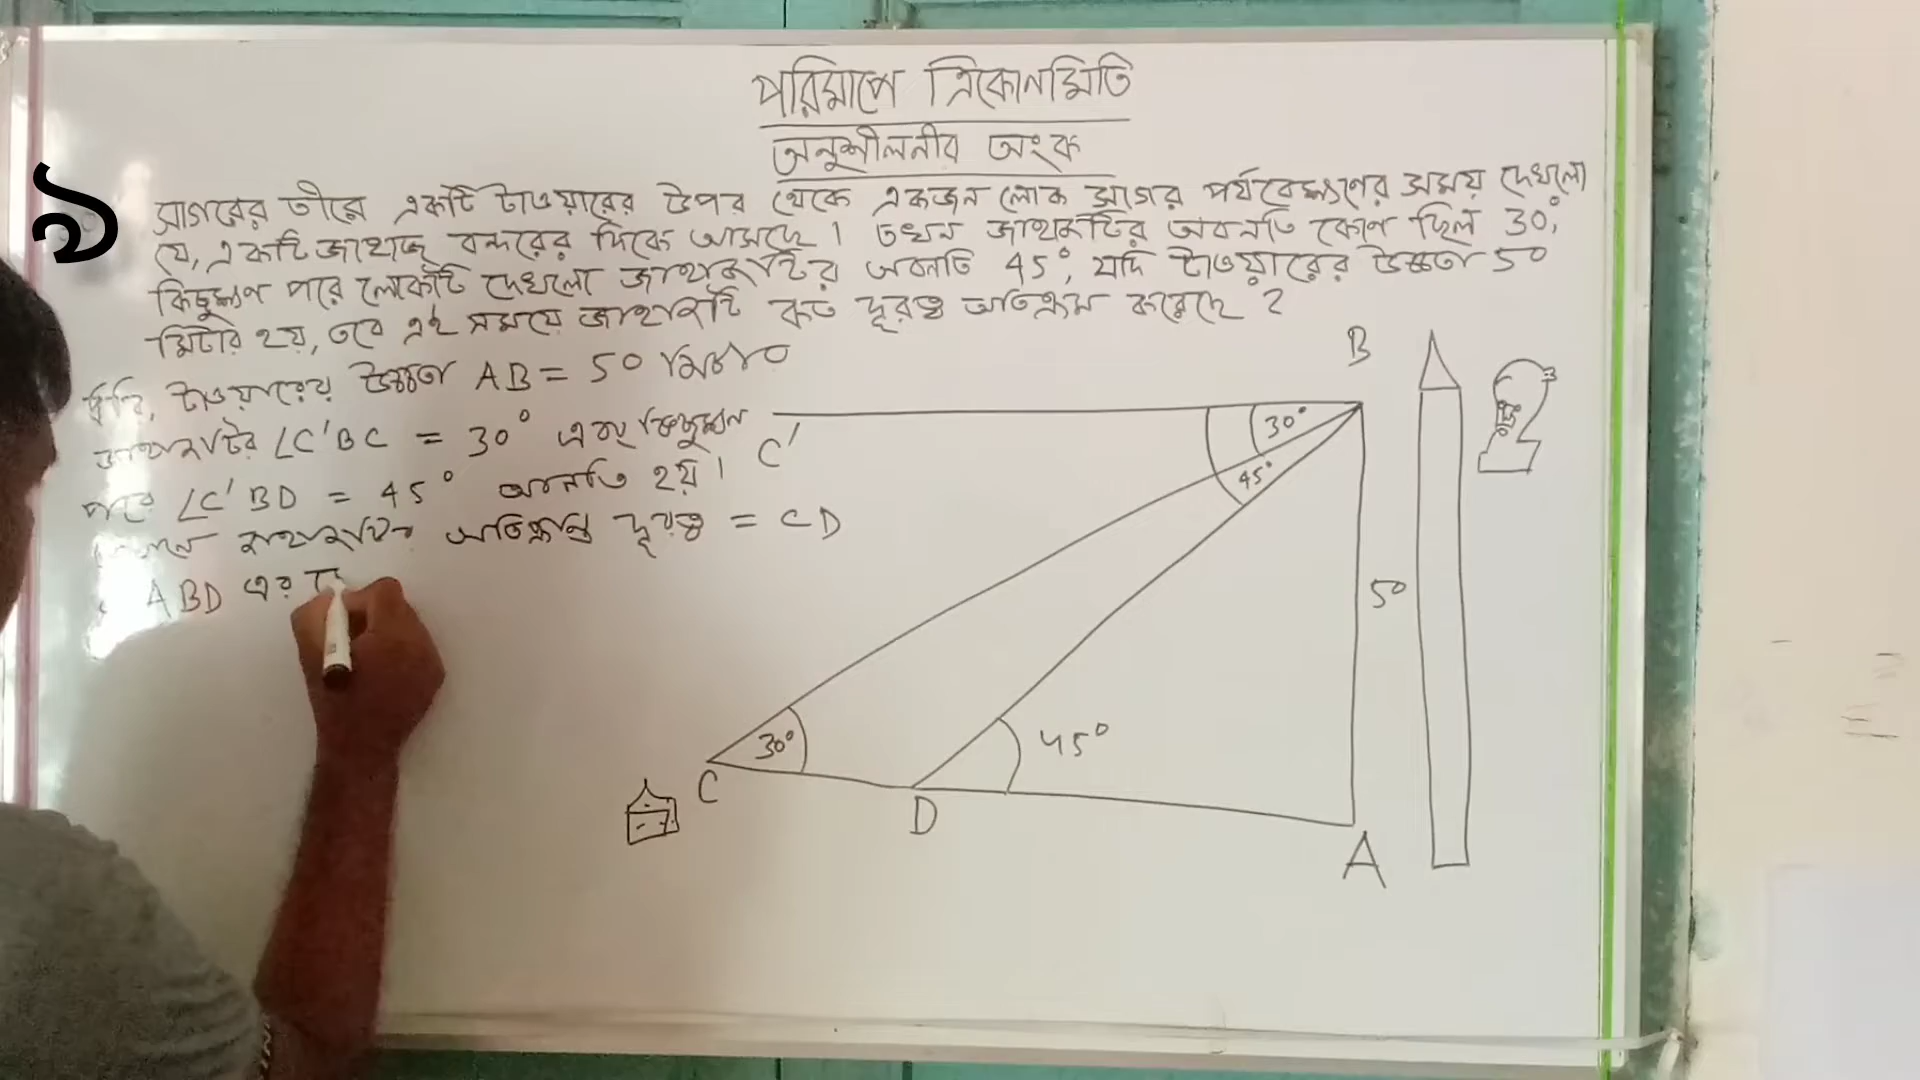 পরিমাপে ত্রিকোনমিতি
অনুশীলনীর অংক
৯
সাগরের তীরে একটি টাওয়ারের উপর থেকে একজন লোক সাগর পর্যবেক্ষণের সময় দেখলো
যে, একটি জাহাজ বন্দরের দিকে আসছে। তখন জাহাজটির অবনতি কোণ ছিল 30°,
কিছুক্ষণ পরে লোকটি দেখলো জাহাজটির অবনতি 45°, যদি টাওয়ারের উচ্চতা 50
মিটার হয়, তবে এই সময়ে জাহাজটি কত দূরত্ব অতিক্রম করেছে ?
ধরি, টাওয়ারের উচ্চতা AB = 50 মিটার
জাহাজটির ∠C'BC = 30° এবং কিছুক্ষণ
পরে ∠C'BD = 45° অবনতি হয়।
জাহাজটির অতিক্রান্ত দূরত্ব = CD
ABD এর
B
C'
30°
45°
50
30°
45°
C
D
A